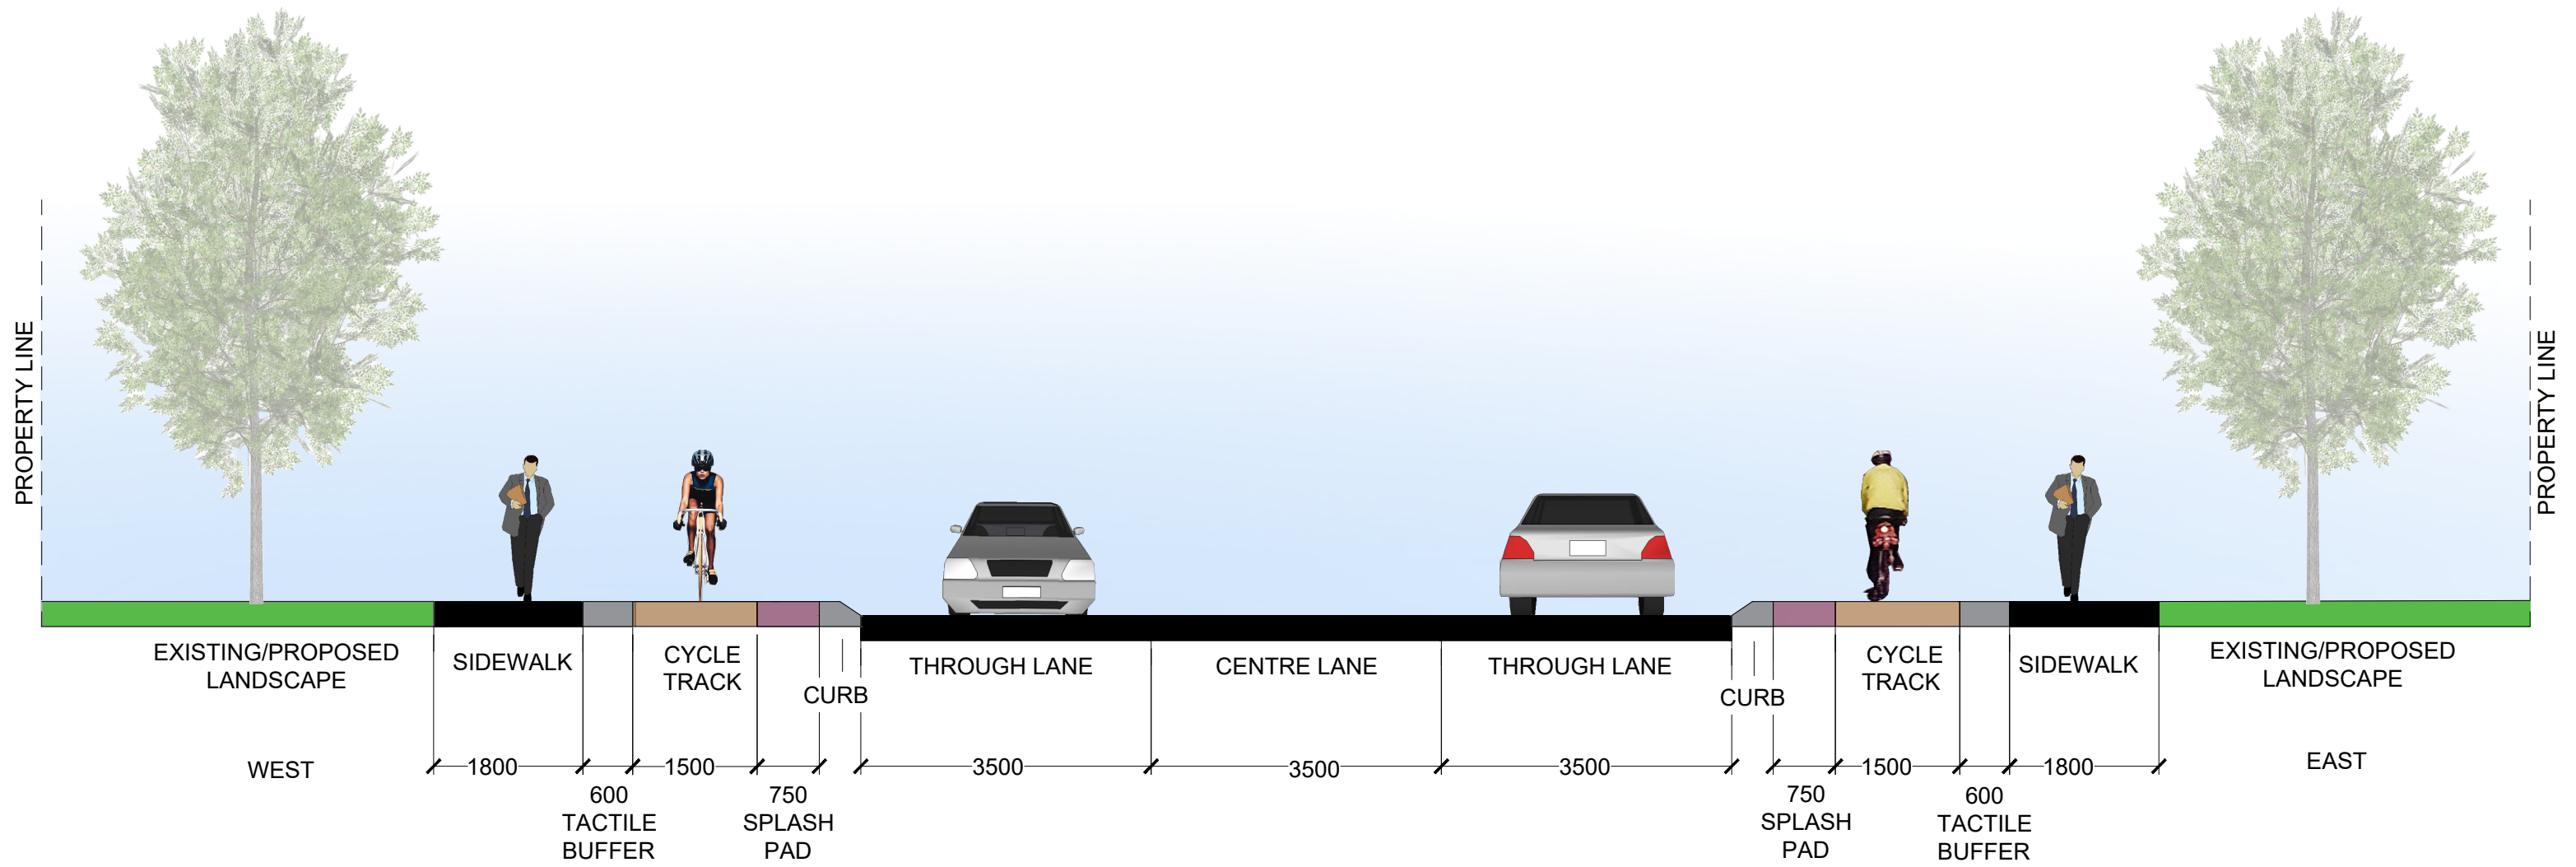 PROPERTY LINE
PROPERTY LINE
EXISTING/PROPOSED
LANDSCAPE
SIDEWALK
CYCLE
TRACK
CURB
THROUGH LANE
CENTRE LANE
THROUGH LANE
CURB
CYCLE
TRACK
SIDEWALK
EXISTING/PROPOSED
LANDSCAPE
WEST
1800
600
TACTILE
BUFFER
1500
750
SPLASH
PAD
3500
3500
3500
750
SPLASH
PAD
1500
600
TACTILE
BUFFER
1800
EAST